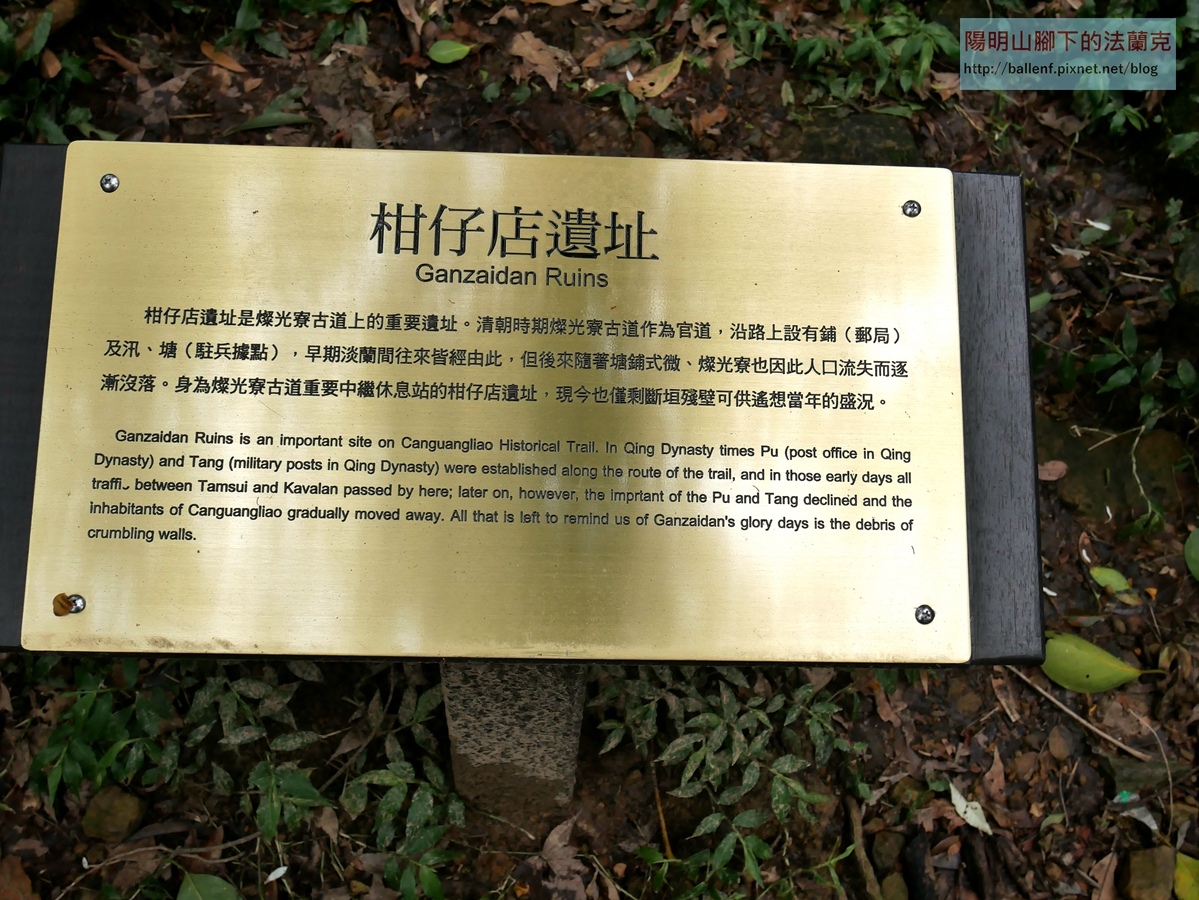 陽明山腳下的法蘭克
http://ballenf.pixnet.net/blog
柑仔店遺址
Ganzaidan Ruins
柑仔店遺址是燦光寮古道上的重要遺址。清朝時期燦光寮古道作為官道，沿路上設有鋪（郵局）
及汛、塘（駐兵據點），早期淡蘭間往來皆經由此，但後來隨著塘鋪式微、燦光寮也因此人口流失而逐
漸沒落。身為燦光寮古道重要中繼休息站的柑仔店遺址，現今也僅剩斷垣殘壁可供遙想當年的盛況。
Ganzaidan Ruins is an important site on Canguangliao Historical Trail. In Qing Dynasty times Pu (post office in Qing
Dynasty) and Tang (military posts in Qing Dynasty) were established along the route of the trail, and in those early days all
traffic between Tamsui and Kavalan passed by here; later on, however, the imprtant of the Pu and Tang declined and the
inhabitants of Canguangliao gradually moved away. All that is left to remind us of Ganzaidan's glory days is the debris of
crumbling walls.